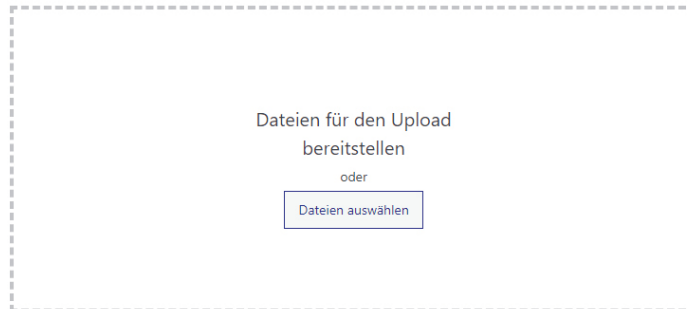 Dateien für den Upload
bereitstellen
oder
Dateien auswählen